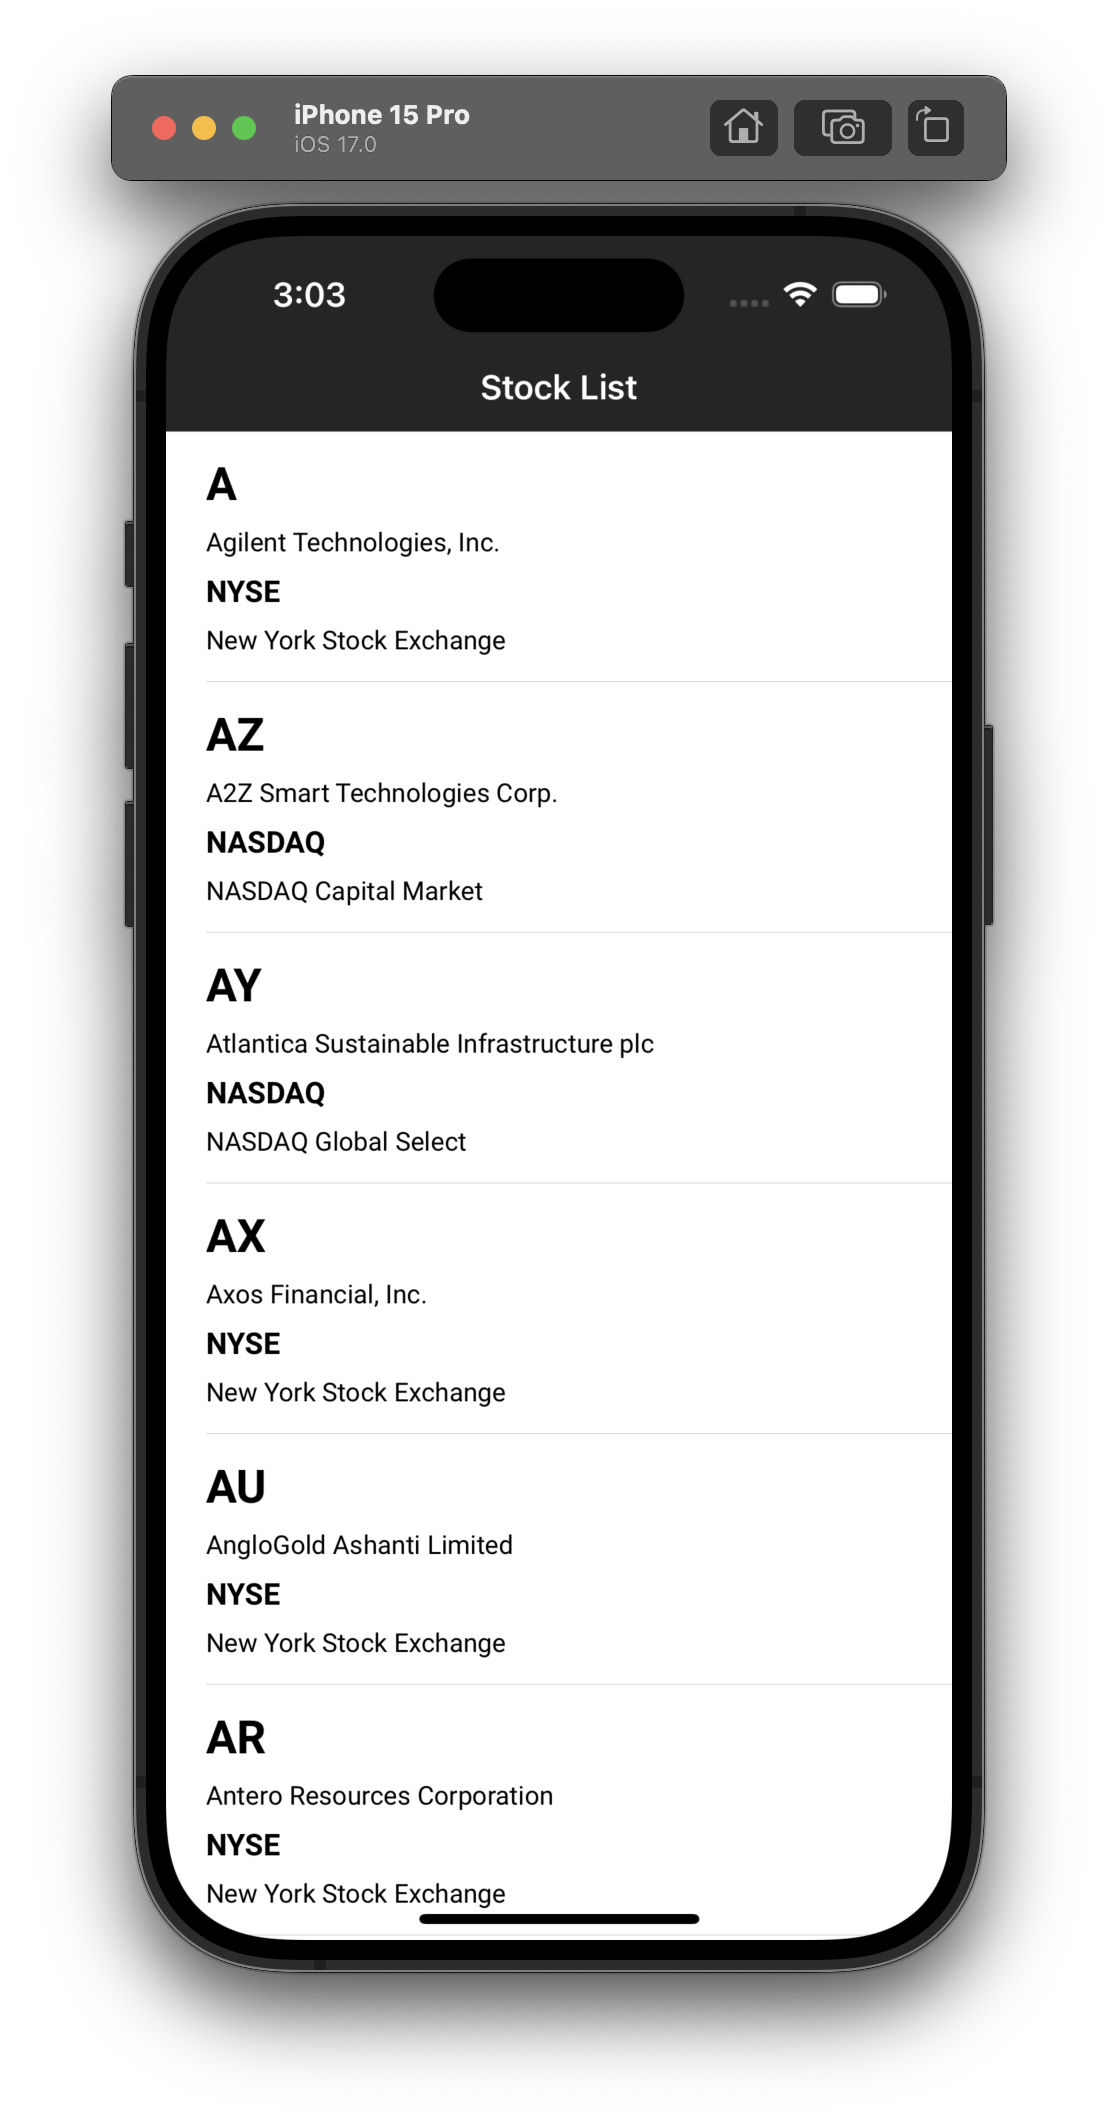 iPhone 15 Pro
iOS 17.0
3:03
Stock List
A
Agilent Technologies, Inc.
NYSE
New York Stock Exchange
AZ
A2Z Smart Technologies Corp.
NASDAQ
NASDAQ Capital Market
AY
Atlantica Sustainable Infrastructure plc
NASDAQ
NASDAQ Global Select
AX
Axos Financial, Inc.
NYSE
New York Stock Exchange
AU
AngloGold Ashanti Limited
NYSE
New York Stock Exchange
AR
Antero Resources Corporation
NYSE
New York Stock Exchange